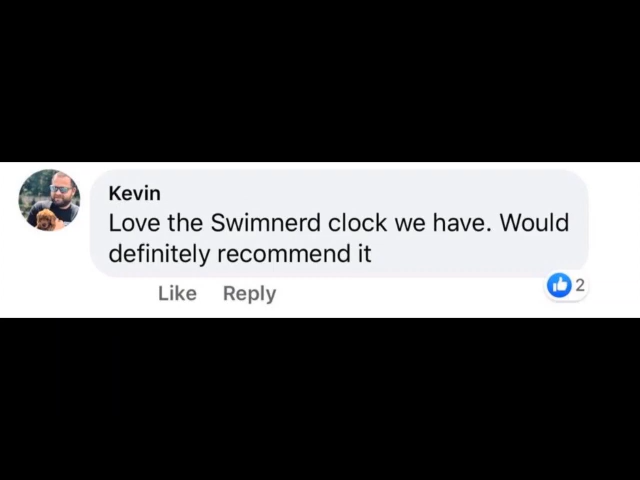 Kevin
Love the Swimnerd clock we have. Would
definitely recommend it
Like Reply
2